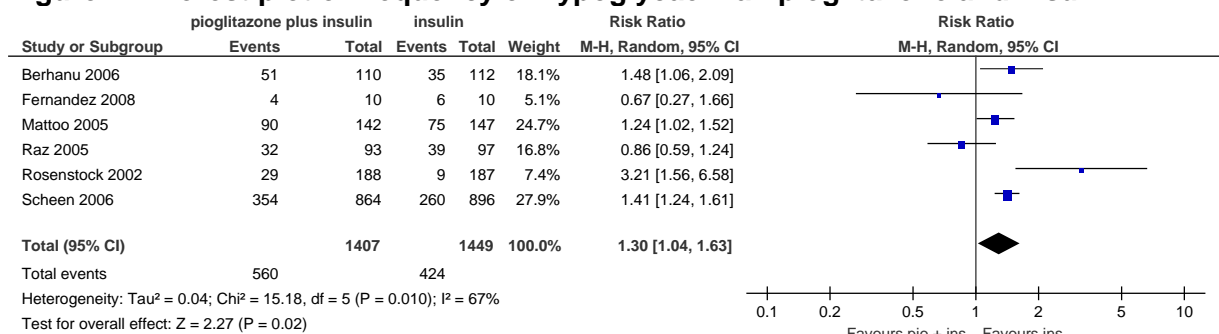 pioglitazone plus insulin insulin Risk Ratio Risk Ratio
Study or Subgroup Events Total Events Total Weight M-H, Random, 95% CI M-H, Random, 95% CI
Berhanu 2006 51 110 35 112 18.1% 1.48 [1.06, 2.09]
Fernandez 2008 4 10 6 10 5.1% 0.67 [0.27, 1.66]
Mattoo 2005 90 142 75 147 24.7% 1.24 [1.02, 1.52]
Raz 2005 32 93 39 97 16.8% 0.86 [0.59, 1.24]
Rosenstock 2002 29 188 9 187 7.4% 3.21 [1.56, 6.58]
Scheen 2006 354 864 260 896 27.9% 1.41 [1.24, 1.61]
Total (95% CI) 1407 1449 100.0% 1.30 [1.04, 1.63]
Total events 560 424
Heterogeneity: Tau² = 0.04; Chi² = 15.18, df = 5 (P = 0.010); I² = 67%
Test for overall effect: Z = 2.27 (P = 0.02)
0.1 0.2 0.5 1 2 5 10
Favours pio + ins Favours ins